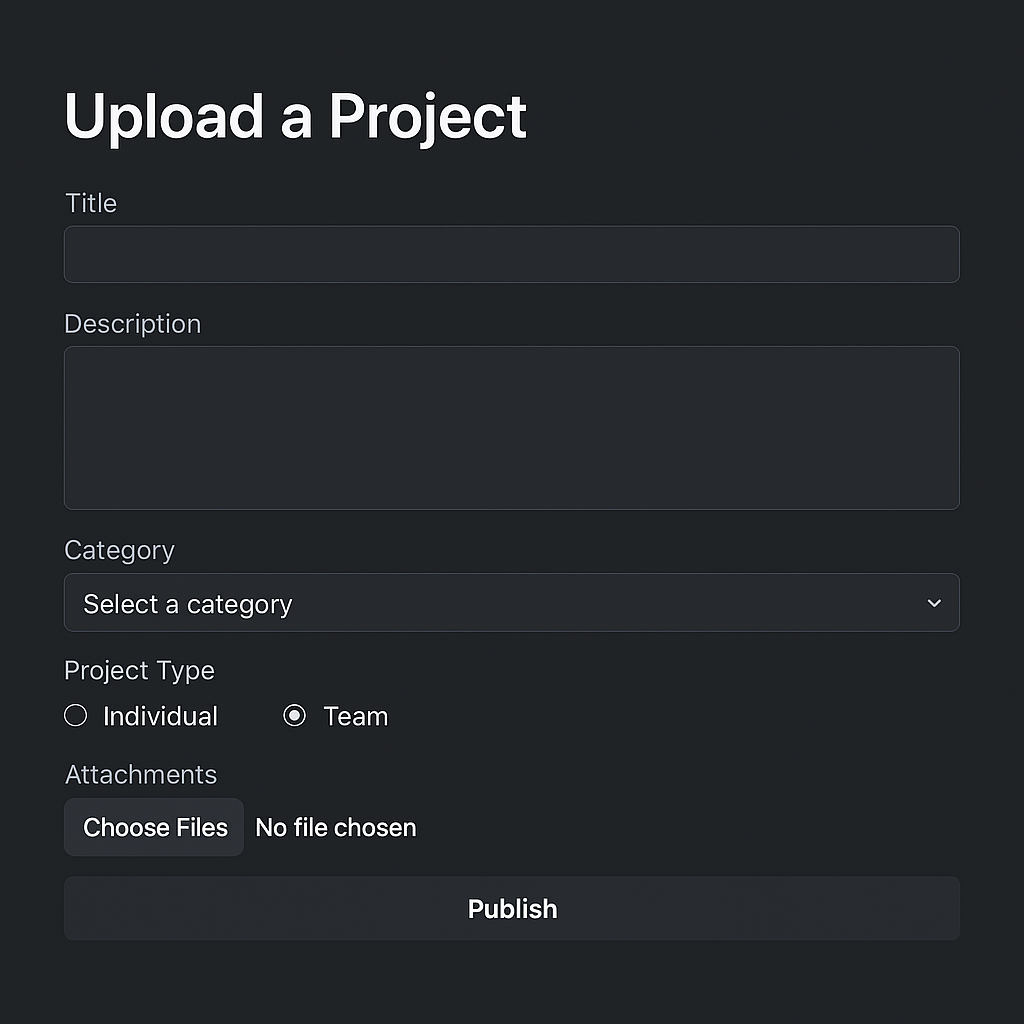 Upload a Project
Title
Description
Category
Select a category
Project Type
Individual Team
Attachments
Choose Files No file chosen
Publish